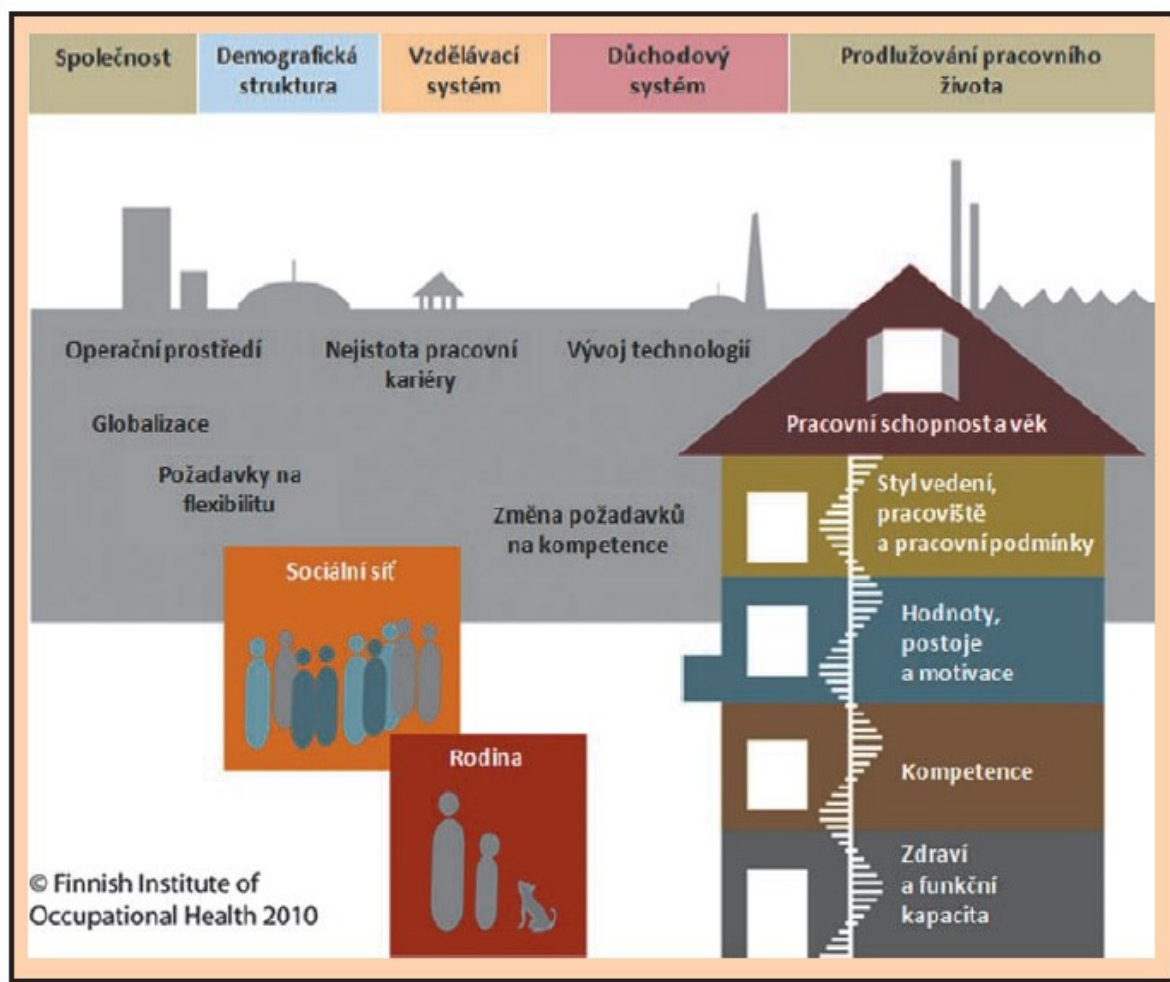 Společnost
Demografická
struktura
Vzdělávací
systém
Důchodový
systém
Prodlužování pracovního
života
Operační prostředí
Nejistota pracovní
kariéry
Vývoj technologií
Globalizace
Požadavky na
flexibilitu
Změna požadavků
na kompetence
Sociální síť
Rodina
Pracovní schopnost a věk
Styl vedení,
pracoviště
a pracovní podmínky
Hodnoty,
postoje
a motivace
Kompetence
Zdraví
a funkční
kapacita
© Finnish Institute of
Occupational Health 2010